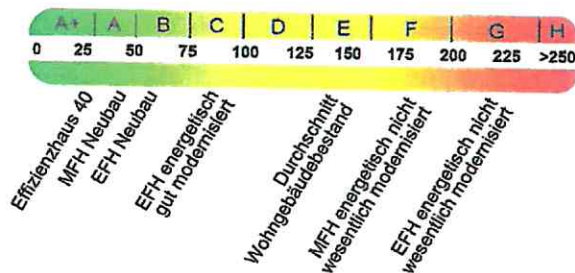 A+ A B C D E F G H
0 25 50 75 100 125 150 175 200 225 >250
Effizienzhaus 40
MFH Neubau
EFH Neubau
EFH energetisch
gut modernisiert
Durchschnitt
Wohngebäudebestand
MFH energetisch nicht
wesentlich modernisiert
EFH energetisch nicht
wesentlich modernisiert